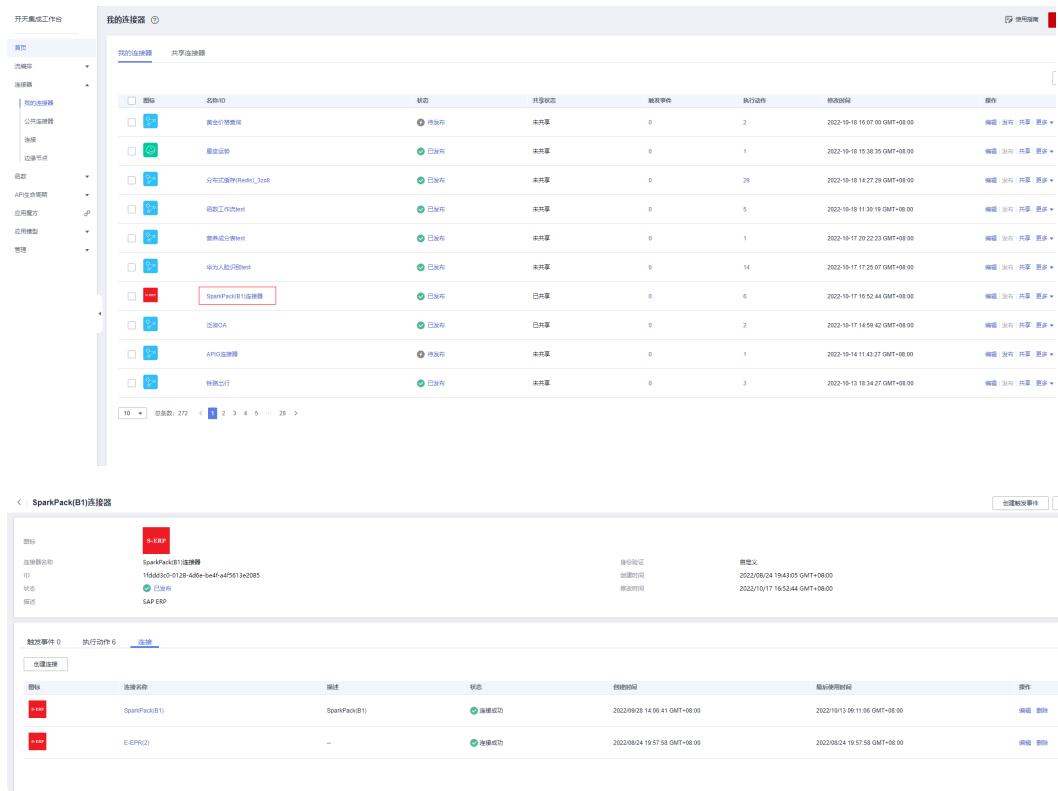 开天集成工作台
我的连接器
使用指南
首页
流编排
连接器
我的连接器
公共连接器
连接
边缘节点
函数
API生命周期
应用魔方
应用模型
管理
我的连接器 共享连接器
图标 名称/ID 状态 共享状态 触发事件 执行动作 修改时间 操作
黄金价格查询 待发布 未共享 0 2 2022-10-18 16:07:00 GMT+08:00 编辑 发布 共享 更多
星座运势 已发布 未共享 0 1 2022-10-18 15:38:35 GMT+08:00 编辑 发布 共享 更多
分布式缓存(Redis)_3zo8 已发布 未共享 0 29 2022-10-18 14:27:29 GMT+08:00 编辑 发布 共享 更多
函数工作流test 已发布 未共享 0 5 2022-10-18 11:30:19 GMT+08:00 编辑 发布 共享 更多
营养成分表test 已发布 未共享 0 1 2022-10-17 20:22:23 GMT+08:00 编辑 发布 共享 更多
华为人脸识别test 已发布 未共享 0 14 2022-10-17 17:25:07 GMT+08:00 编辑 发布 共享 更多
S-ERP SparkPack(B1)连接器 已发布 已共享 0 6 2022-10-17 16:52:44 GMT+08:00 编辑 发布 共享 更多
泛微OA 已发布 已共享 0 2 2022-10-17 14:59:42 GMT+08:00 编辑 发布 共享 更多
APIG连接器 待发布 未共享 0 1 2022-10-14 11:43:27 GMT+08:00 编辑 发布 共享 更多
铁路出行 已发布 未共享 0 3 2022-10-13 18:34:27 GMT+08:00 编辑 发布 共享 更多
10 总条数: 272 < 1 2 3 4 5 ··· 28 >
< SparkPack(B1)连接器
创建触发事件
图标 S-ERP
连接器名称 SparkPack(B1)连接器 身份验证 自定义
ID 1fddd3c0-0128-4d6e-be4f-a4f5613e2085 创建时间 2022/08/24 19:43:05 GMT+08:00
状态 已发布 修改时间 2022/10/17 16:52:44 GMT+08:00
描述 SAP ERP
触发事件 0 执行动作 6 连接
创建连接
图标 连接名称 描述 状态 创建时间 最后使用时间 操作
S-ERP SparkPack(B1) SparkPack(B1) 连接成功 2022/09/28 14:06:41 GMT+08:00 2022/10/13 09:11:06 GMT+08:00 编辑 删除
S-ERP E-EPR(2) -- 连接成功 2022/08/24 19:57:58 GMT+08:00 2022/08/24 19:57:58 GMT+08:00 编辑 删除